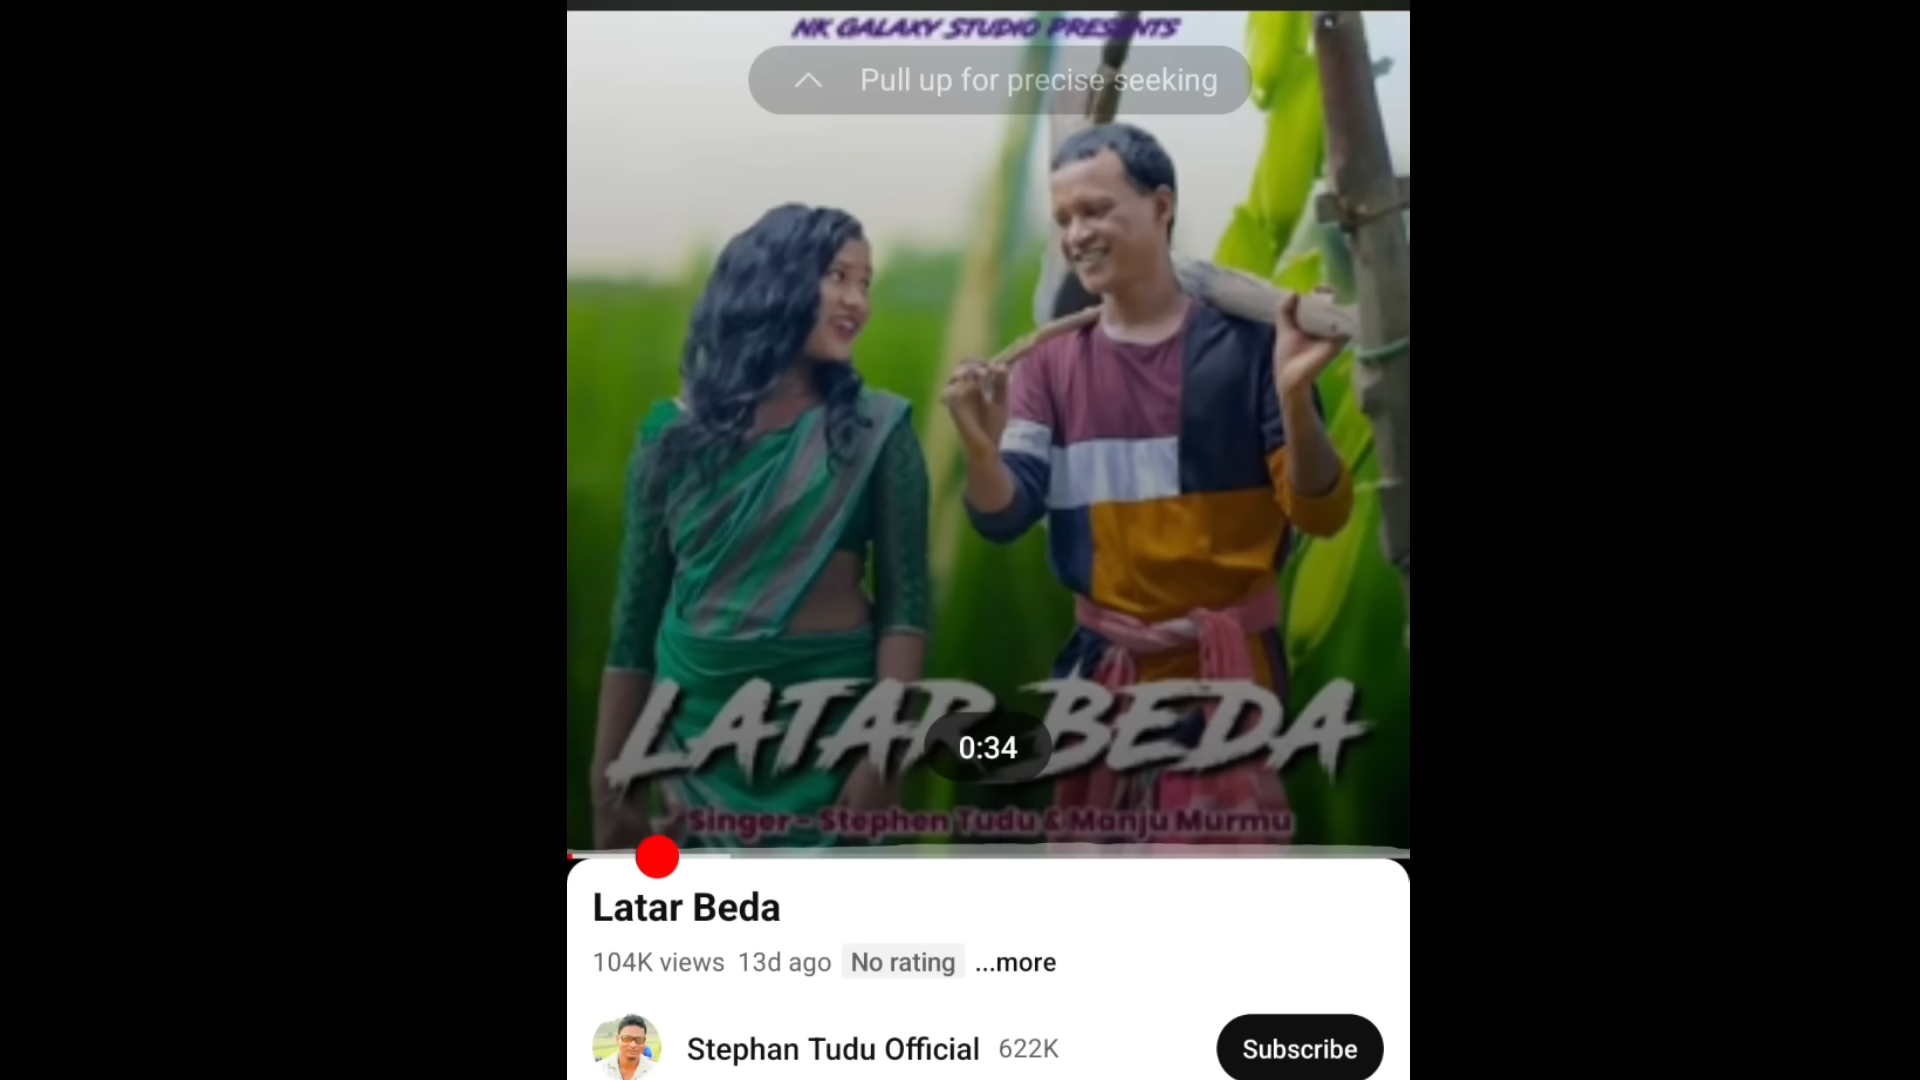 NK GALAXY STUDIO PRESENTS
Pull up for precise seeking
LATAR BEDA
0:34
Singer - Stephen Tudu & Manju Murmu
Latar Beda
104K views 13d ago No rating ...more
Stephan Tudu Official 622K Subscribe